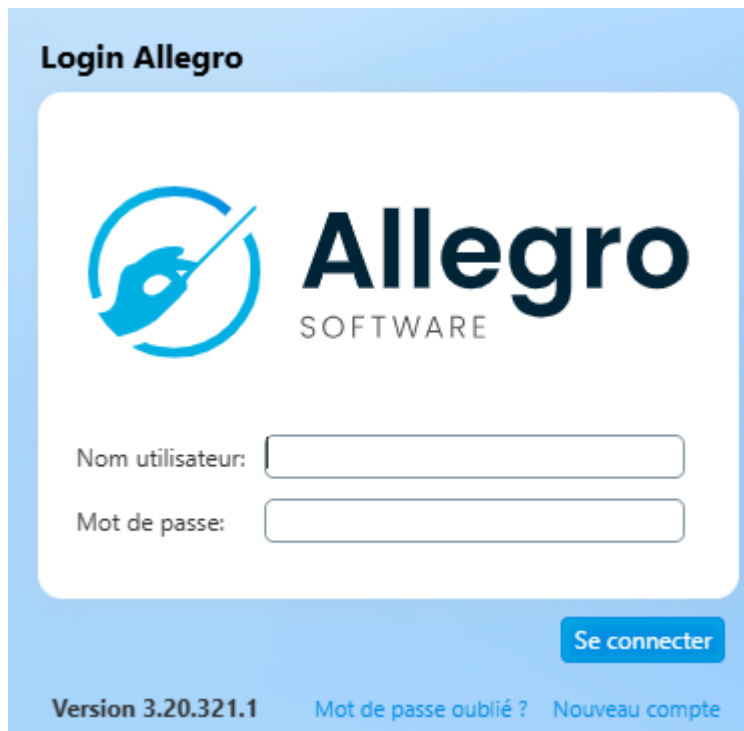 Login Allegro
Allegro
SOFTWARE
Nom utilisateur:
Mot de passe:
Se connecter
Version 3.20.321.1 Mot de passe oublié ? Nouveau compte